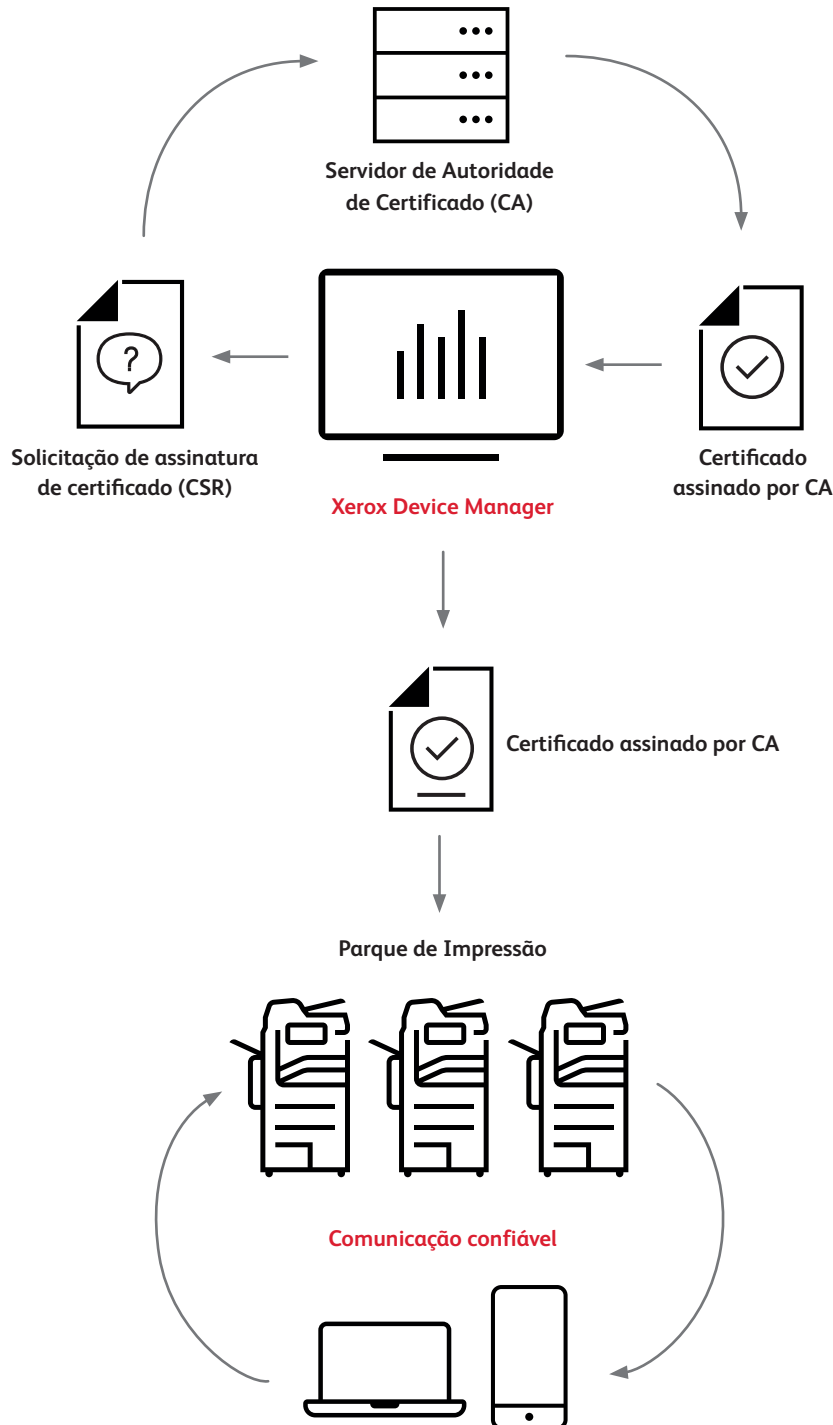 Servidor de Autoridade
de Certificado (CA)
?
Solicitação de assinatura
de certificado (CSR)
Xerox Device Manager
Certificado
assinado por CA
Certificado assinado por CA
Parque de Impressão
Comunicação confiável